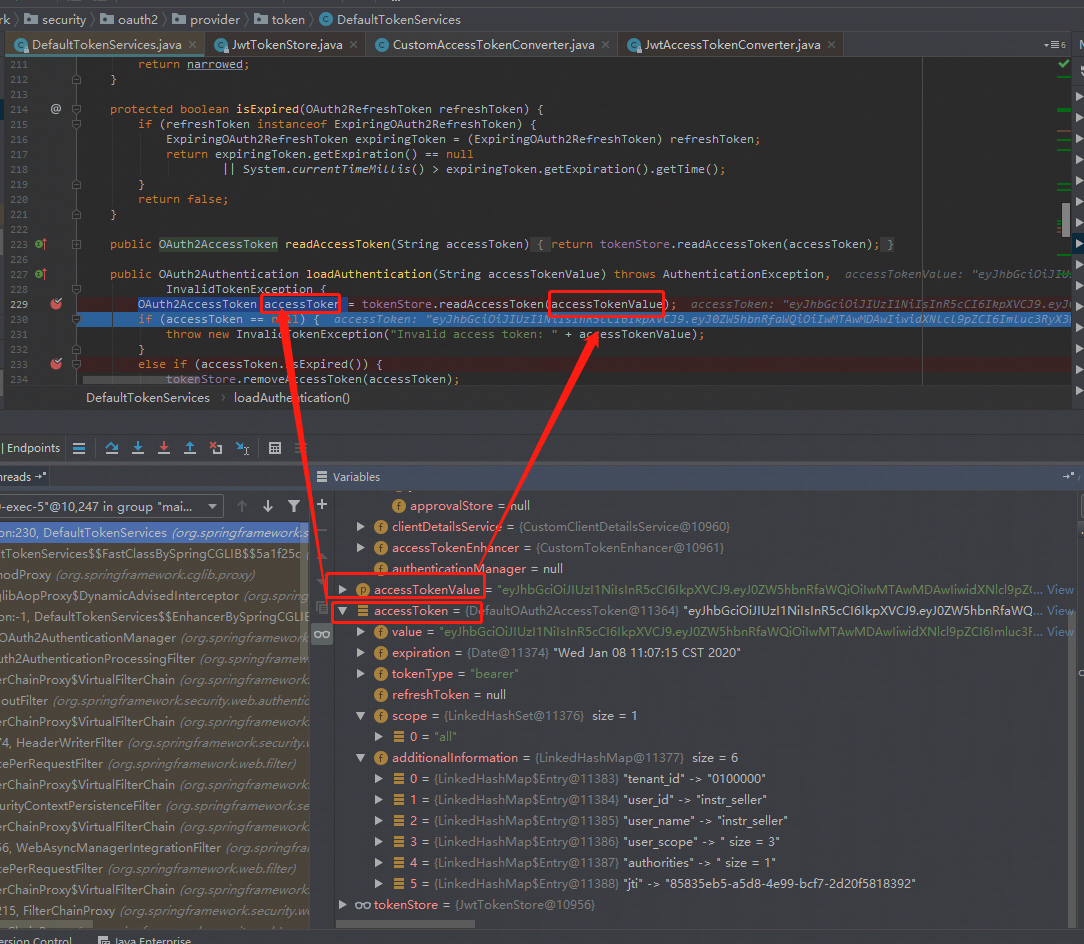 rk security oauth2 provider token DefaultTokenServices
DefaultTokenServices.java JwtTokenStore.java CustomAccessTokenConverter.java JwtAccessTokenConverter.java 6
211 return narrowed;
212 }
213
214 @ protected boolean isExpired(OAuth2RefreshToken refreshToken) {
215 if (refreshToken instanceof ExpiringOAuth2RefreshToken) {
216 ExpiringOAuth2RefreshToken expiringToken = (ExpiringOAuth2RefreshToken) refreshToken;
217 return expiringToken.getExpiration() == null
218 || System.currentTimeMillis() > expiringToken.getExpiration().getTime();
219 }
220 return false;
221 }
222
223 public OAuth2AccessToken readAccessToken(String accessToken) { return tokenStore.readAccessToken(accessToken); }
226
227 public OAuth2Authentication loadAuthentication(String accessTokenValue) throws AuthenticationException, accessTokenValue: "eyJhbGciOiJIU
228 InvalidTokenException {
229 OAuth2AccessToken accessToken = tokenStore.readAccessToken(accessTokenValue); accessToken: "eyJhbGciOiJIUzI1NiIsInR5cCI6IkpXVCJ9.eyJ
230 if (accessToken == null) { accessToken: "eyJhbGciOiJIUzI1NiIsInR5cCI6IkpXVCJ9.eyJ0ZW5hbnRfaWQiOiIwMTAwMDAwIiwidXNlcl9pZCI6Imluc3RyX3
231 throw new InvalidTokenException("Invalid access token: " + accessTokenValue);
232 }
233 else if (accessToken.isExpired()) {
234 tokenStore.removeAccessToken(accessToken);
DefaultTokenServices loadAuthentication()
Endpoints
hreads Variables
-exec-5"@10,247 in group "mai...
approvalStore = null
on:230, DefaultTokenServices (org.springframework.s
clientDetailsService = {CustomClientDetailsService@10960}
ltTokenServices$$FastClassBySpringCGLIB$$5a1f25c
accessTokenEnhancer = {CustomTokenEnhancer@10961}
hodProxy (org.springframework.cglib.proxy)
authenticationManager = null
glibAopProxy$DynamicAdvisedInterceptor (org.spring
accessTokenValue = "eyJhbGciOiJIUzI1NiIsInR5cCI6IkpXVCJ9.eyJ0ZW5hbnRfaWQiOiIwMTAwMDAwIiwidXNlcl9pZC... View
on:-1, DefaultTokenServices$$EnhancerBySpringCGLIB
accessToken = {DefaultOAuth2AccessToken@11364} "eyJhbGciOiJIUzI1NiIsInR5cCI6IkpXVCJ9.eyJ0ZW5hbnRfaWQ... View
OAuth2AuthenticationManager (org.springframework
value = "eyJhbGciOiJIUzI1NiIsInR5cCI6IkpXVCJ9.eyJ0ZW5hbnRfaWQiOiIwMTAwMDAwIiwidXNlcl9pZCI6Imluc3F... View
uth2AuthenticationProcessingFilter (org.springframew
expiration = {Date@11374} "Wed Jan 08 11:07:15 CST 2020"
erChainProxy$VirtualFilterChain (org.springframework
tokenType = "bearer"
outFilter (org.springframework.security.web.authentic
refreshToken = null
erChainProxy$VirtualFilterChain (org.springframework
scope = {LinkedHashSet@11376} size = 1
74, HeaderWriterFilter (org.springframework.security.w
0 = "all"
cePerRequestFilter (org.springframework.web.filter)
additionalInformation = {LinkedHashMap@11377} size = 6
erChainProxy$VirtualFilterChain (org.springframework
0 = {LinkedHashMap$Entry@11383} "tenant_id" -> "0100000"
curityContextPersistenceFilter (org.springframework.se
1 = {LinkedHashMap$Entry@11384} "user_id" -> "instr_seller"
erChainProxy$VirtualFilterChain (org.springframework
2 = {LinkedHashMap$Entry@11385} "user_name" -> "instr_seller"
56, WebAsyncManagerIntegrationFilter (org.springfra
3 = {LinkedHashMap$Entry@11386} "user_scope" -> " size = 3"
cePerRequestFilter (org.springframework.web.filter)
4 = {LinkedHashMap$Entry@11387} "authorities" -> " size = 1"
erChainProxy$VirtualFilterChain (org.springframework
5 = {LinkedHashMap$Entry@11388} "jti" -> "85835eb5-a5d8-4e99-bcf7-2d20f5818392"
215, FilterChainProxy (org.springframework.security.we
tokenStore = {JwtTokenStore@10956}
ersion Control Java Enterprise